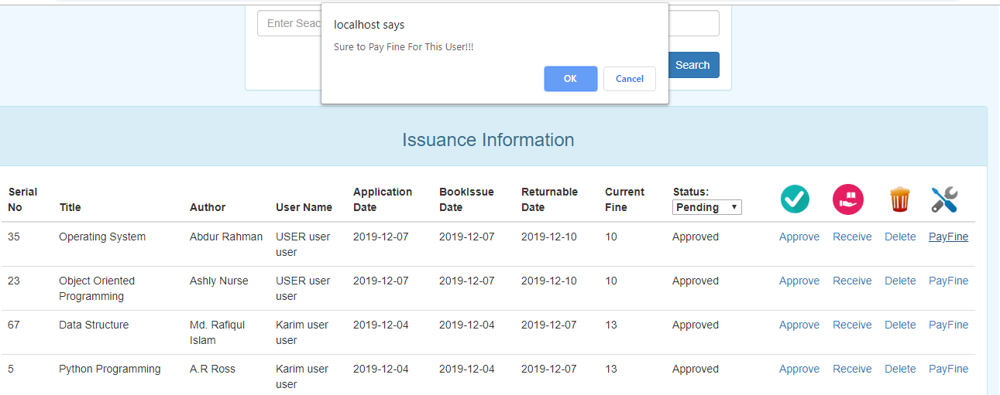 localhost says
Sure to Pay Fine For This User!!!
OK Cancel
Enter Seac
Search
Issuance Information
Serial No Title Author User Name Application Date BookIssue Date Returnable Date Current Fine Status: Pending
35 Operating System Abdur Rahman USER user user 2019-12-07 2019-12-07 2019-12-10 10 Approved Approve Receive Delete PayFine
23 Object Oriented Programming Ashly Nurse USER user user 2019-12-07 2019-12-07 2019-12-10 10 Approved Approve Receive Delete PayFine
67 Data Structure Md. Rafiqul Islam Karim user user 2019-12-04 2019-12-04 2019-12-07 13 Approved Approve Receive Delete PayFine
5 Python Programming A.R Ross Karim user user 2019-12-04 2019-12-04 2019-12-07 13 Approved Approve Receive Delete PayFine